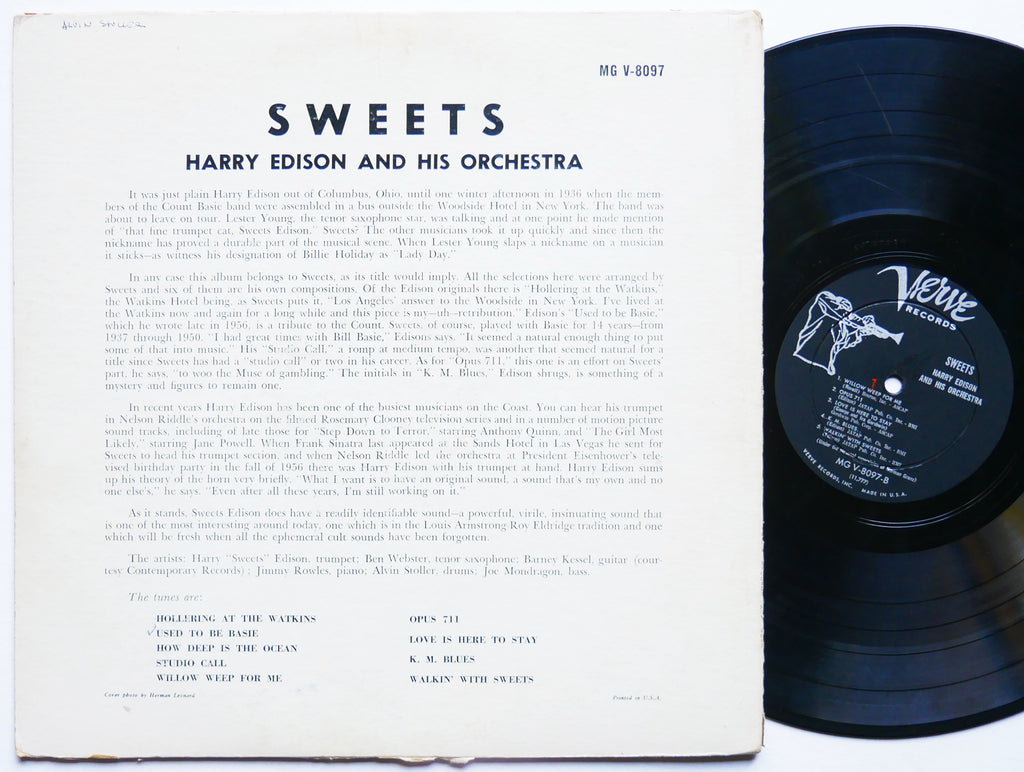 ALVIN STOLLER
MG V-8097
SWEETS
HARRY EDISON AND HIS ORCHESTRA
It was just plain Harry Edison out of Columbus, Ohio, until one winter afternoon in 1936 when the mem-
bers of the Count Basie band were assembled in a bus outside the Woodside Hotel in New York. The band was
about to leave on tour. Lester Young, the tenor saxophone star, was talking and at one point he made mention
of "that fine trumpet cat, Sweets Edison." Sweets? The other musicians took it up quickly and since then the
nickname has proved a durable part of the musical scene. When Lester Young slaps a nickname on a musician
it sticks—as witness his designation of Billie Holiday as "Lady Day."
In any case this album belongs to Sweets, as its title would imply. All the selections here were arranged by
Sweets and six of them are his own compositions. Of the Edison originals there is "Hollering at the Watkins,"
the Watkins Hotel being, as Sweets puts it, "Los Angeles' answer to the Woodside in New York. I've lived at
the Watkins now and again for a long while and this piece is my—uh—retribution." Edison's "Used to be Basie,"
which he wrote late in 1956, is a tribute to the Count. Sweets, of course, played with Basie for 14 years—from
1937 through 1950. "I had great times with Bill Basie," Edisons says. "It seemed a natural enough thing to put
some of that into music." His "Studio Call," a romp at medium tempo, was another that seemed natural for a
title since Sweets has had a "studio call" or two in his career. As for "Opus 711," this one is an effort on Sweets'
part, he says, "to woo the Muse of gambling." The initials in "K. M. Blues," Edison shrugs, is something of a
mystery and figures to remain one.
In recent years Harry Edison has been one of the busiest musicians on the Coast. You can hear his trumpet
in Nelson Riddle's orchestra on the filmed Rosemary Clooney television series and in a number of motion picture
sound tracks, including of late those for "Step Down to Terror," starring Anthony Quinn, and "The Girl Most
Likely," starring Jane Powell. When Frank Sinatra last appeared at the Sands Hotel in Las Vegas he sent for
Sweets to head his trumpet section, and when Nelson Riddle led the orchestra at President Eisenhower's tele-
vised birthday party in the fall of 1956 there was Harry Edison with his trumpet at hand. Harry Edison sums
up his theory of the horn very briefly. "What I want is to have an original sound, a sound that's my own and no
one else's," he says. "Even after all these years, I'm still working on it."
As it stands, Sweets Edison does have a readily identifiable sound—a powerful, virile, insinuating sound that
is one of the most interesting around today, one which is in the Louis Armstrong-Roy Eldridge tradition and one
which will be fresh when all the ephemeral cult sounds have been forgotten.
The artists: Harry "Sweets" Edison, trumpet; Ben Webster, tenor saxophone; Barney Kessel, guitar (cour-
tesy Contemporary Records); Jimmy Rowles, piano; Alvin Stoller, drums; Joe Mondragon, bass.
The tunes are:
HOLLERING AT THE WATKINS
USED TO BE BASIE
HOW DEEP IS THE OCEAN
STUDIO CALL
WILLOW WEEP FOR ME
OPUS 711
LOVE IS HERE TO STAY
K. M. BLUES
WALKIN' WITH SWEETS
Cover photo by Herman Leonard
Printed in U.S.A.
Verve
RECORDS
SWEETS
HARRY EDISON
AND HIS ORCHESTRA
1. WILLOW WEEP FOR ME
2. OPUS 711
3. LOVE IS HERE TO STAY
4. K. M. BLUES
5. WALKIN' WITH SWEETS
MG V-8097-B
(11,777)
VERVE RECORDS, INC. MADE IN U.S.A.